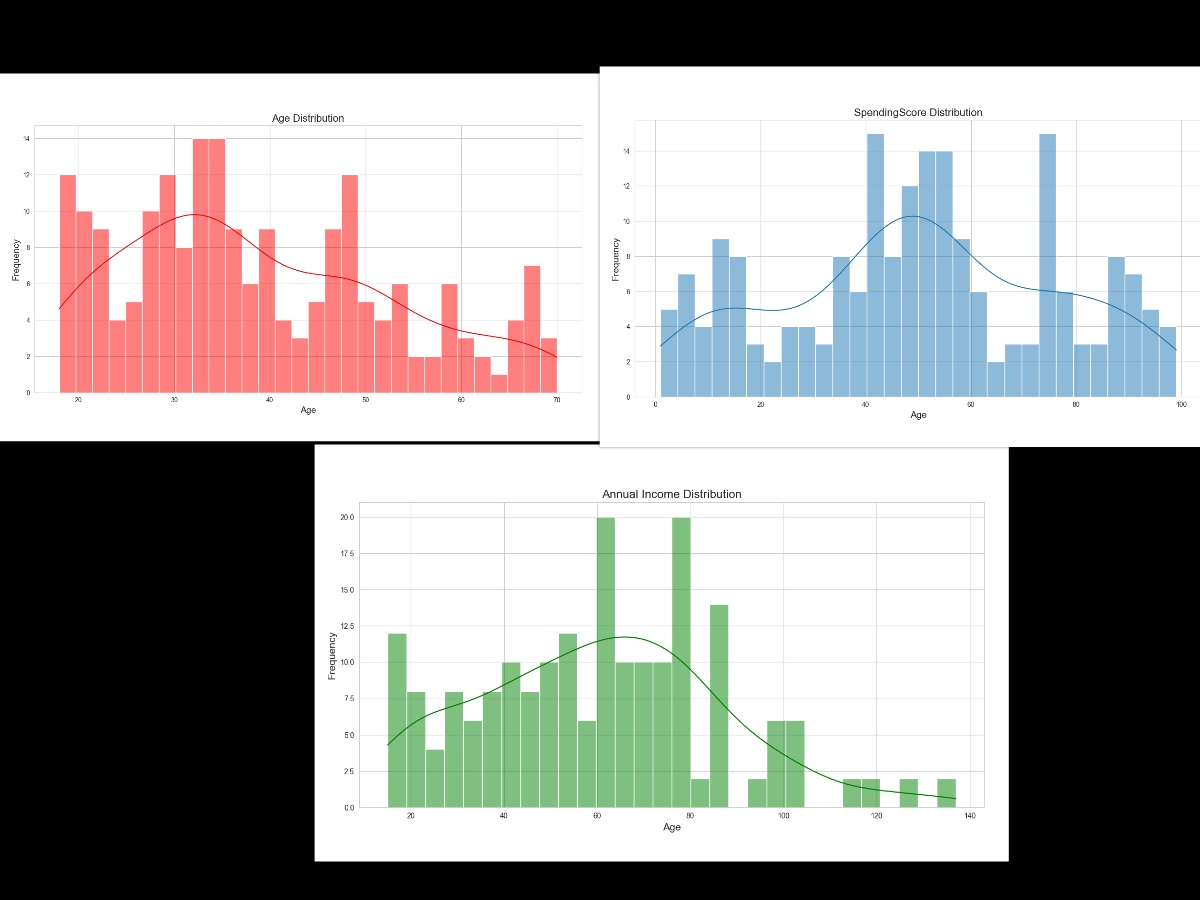 Age Distribution
14
12
10
8
6
4
2
0
Frequency
20 30 40 50 60 70
Age
SpendingScore Distribution
14
12
10
8
6
4
2
0
Frequency
0 20 40 60 80 100
Age
Annual Income Distribution
20.0
17.5
15.0
12.5
10.0
7.5
5.0
2.5
0.0
Frequency
20 40 60 80 100 120 140
Age